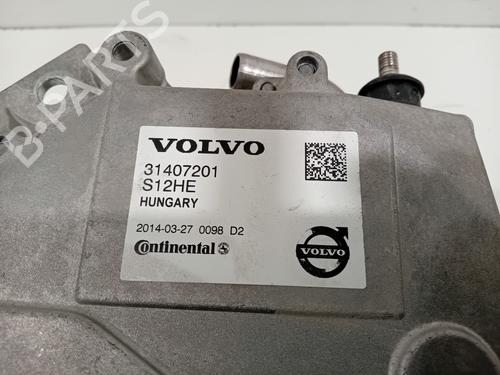 B-PARTS
VOLVO
31407201
S12HE
HUNGARY
2014-03-27 0098 D2
Continental
VOLVO